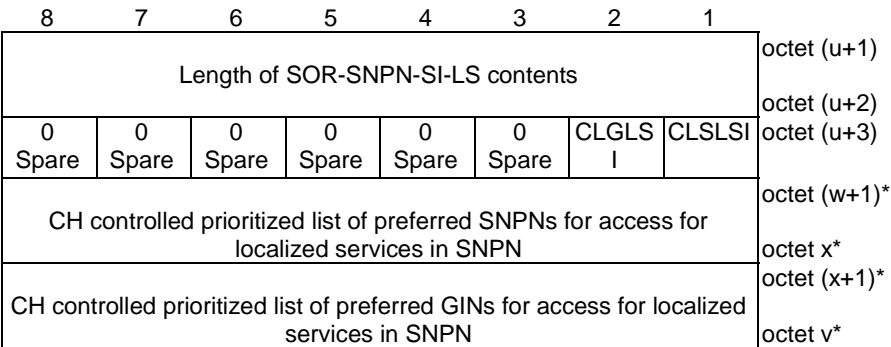 8 7 6 5 4 3 2 1
octet (u+1)
Length of SOR-SNPN-SI-LS contents
octet (u+2)
0 0 0 0 0 0 CLGLS CLSLSI octet (u+3)
Spare Spare Spare Spare Spare Spare I
octet (w+1)*
CH controlled prioritized list of preferred SNPNs for access for
localized services in SNPN octet x*
octet (x+1)*
CH controlled prioritized list of preferred GINs for access for localized
services in SNPN octet v*